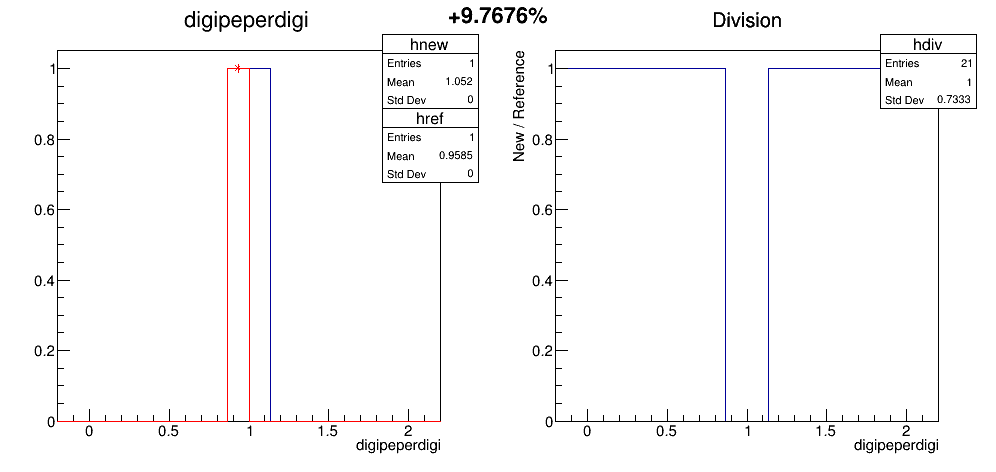 +9.7676%
digipeperdigi
hnew
Entries 1
Mean 1.052
Std Dev 0
href
Entries 1
Mean 0.9585
Std Dev 0
1
0.8
0.6
0.4
0.2
0
0 0.5 1 1.5 2
digipeperdigi
Division
New / Reference
hdiv
Entries 21
Mean 1
Std Dev 0.7333
1
0.8
0.6
0.4
0.2
0
0 0.5 1 1.5 2
digipeperdigi